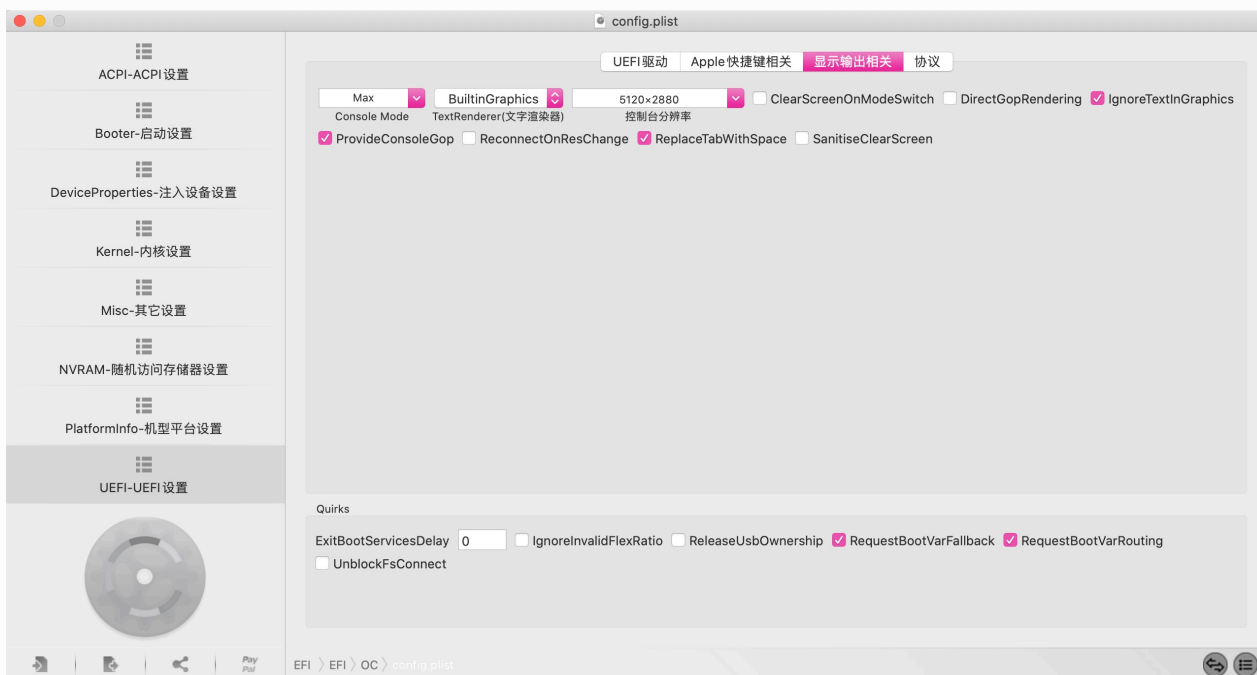 config.plist
ACPI-ACPI设置
Booter-启动设置
DeviceProperties-注入设备设置
Kernel-内核设置
Misc-其它设置
NVRAM-随机访问存储器设置
PlatformInfo-机型平台设置
UEFI-UEFI设置
Pay
Pal
UEFI驱动 Apple快捷键相关 显示输出相关 协议
Max BuiltinGraphics 5120×2880 ClearScreenOnModeSwitch DirectGopRendering IgnoreTextInGraphics
Console Mode TextRenderer(文字渲染器) 控制台分辨率
ProvideConsoleGop ReconnectOnResChange ReplaceTabWithSpace SanitiseClearScreen
Quirks
ExitBootServicesDelay 0 IgnoreInvalidFlexRatio ReleaseUsbOwnership RequestBootVarFallback RequestBootVarRouting
UnblockFsConnect
EFI 〉 EFI 〉 OC 〉 config.plist